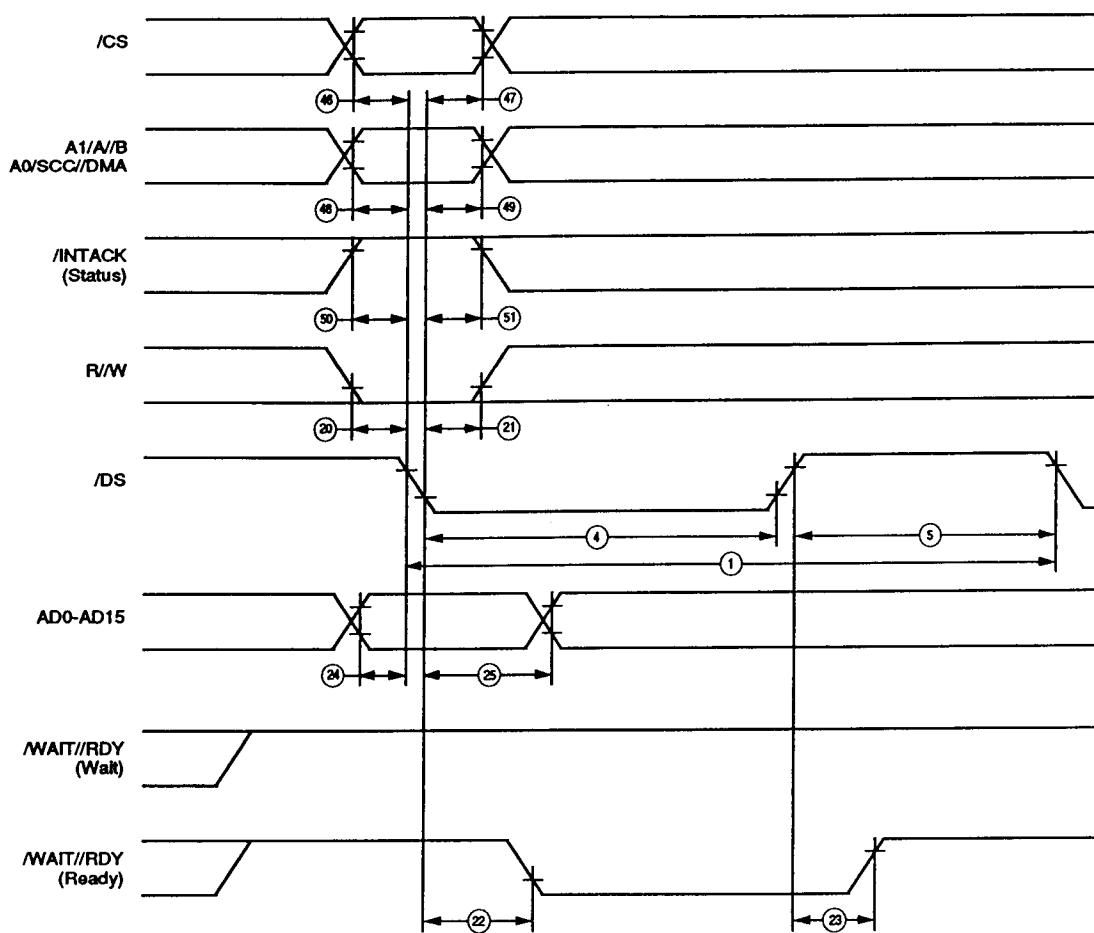 /CS
46
47
A1/A//B
A0/SCC//DMA
48
49
/INTACK
(Status)
50
51
R//W
20
21
/DS
4
5
1
AD0-AD15
24
25
/WAIT//RDY
(Wait)
/WAIT//RDY
(Ready)
22
23